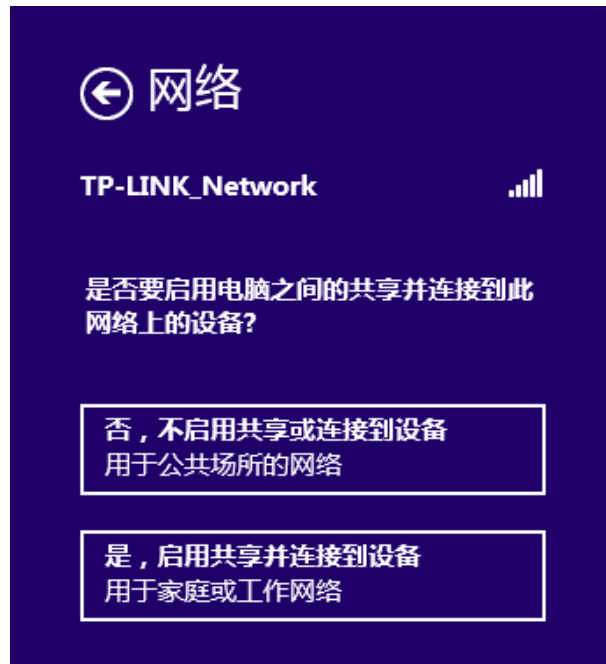 网络
TP-LINK_Network
是否要启用电脑之间的共享并连接到此
网络上的设备?
否，不启用共享或连接到设备
用于公共场所的网络
是，启用共享并连接到设备
用于家庭或工作网络